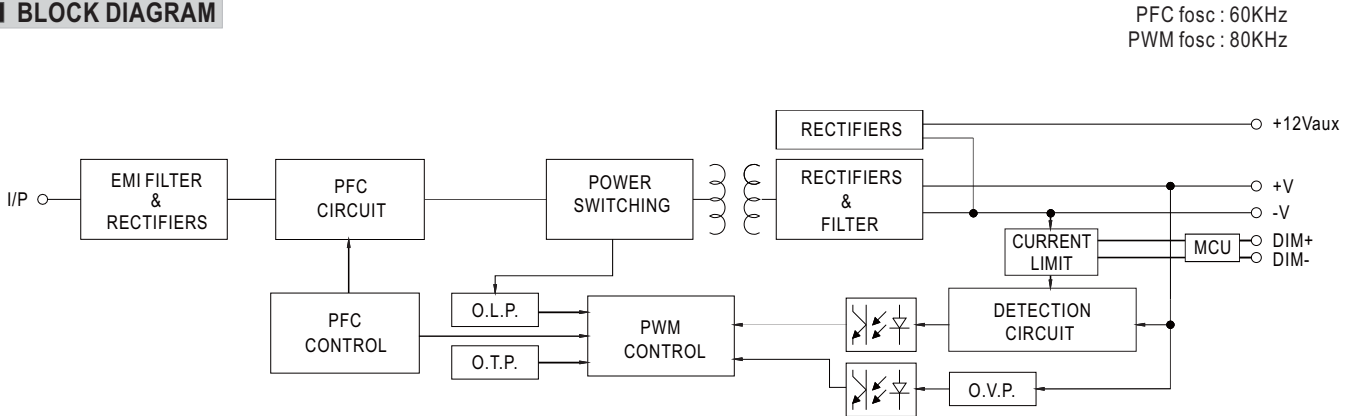 BLOCK DIAGRAM
PFC fosc : 60KHz
PWM fosc : 80KHz
RECTIFIERS
+12Vaux
I/P
EMI FILTER
&
RECTIFIERS
PFC
CIRCUIT
POWER
SWITCHING
RECTIFIERS
&
FILTER
+V
-V
CURRENT
LIMIT
MCU
DIM+
DIM-
PFC
CONTROL
O.L.P.
O.T.P.
PWM
CONTROL
DETECTION
CIRCUIT
O.V.P.